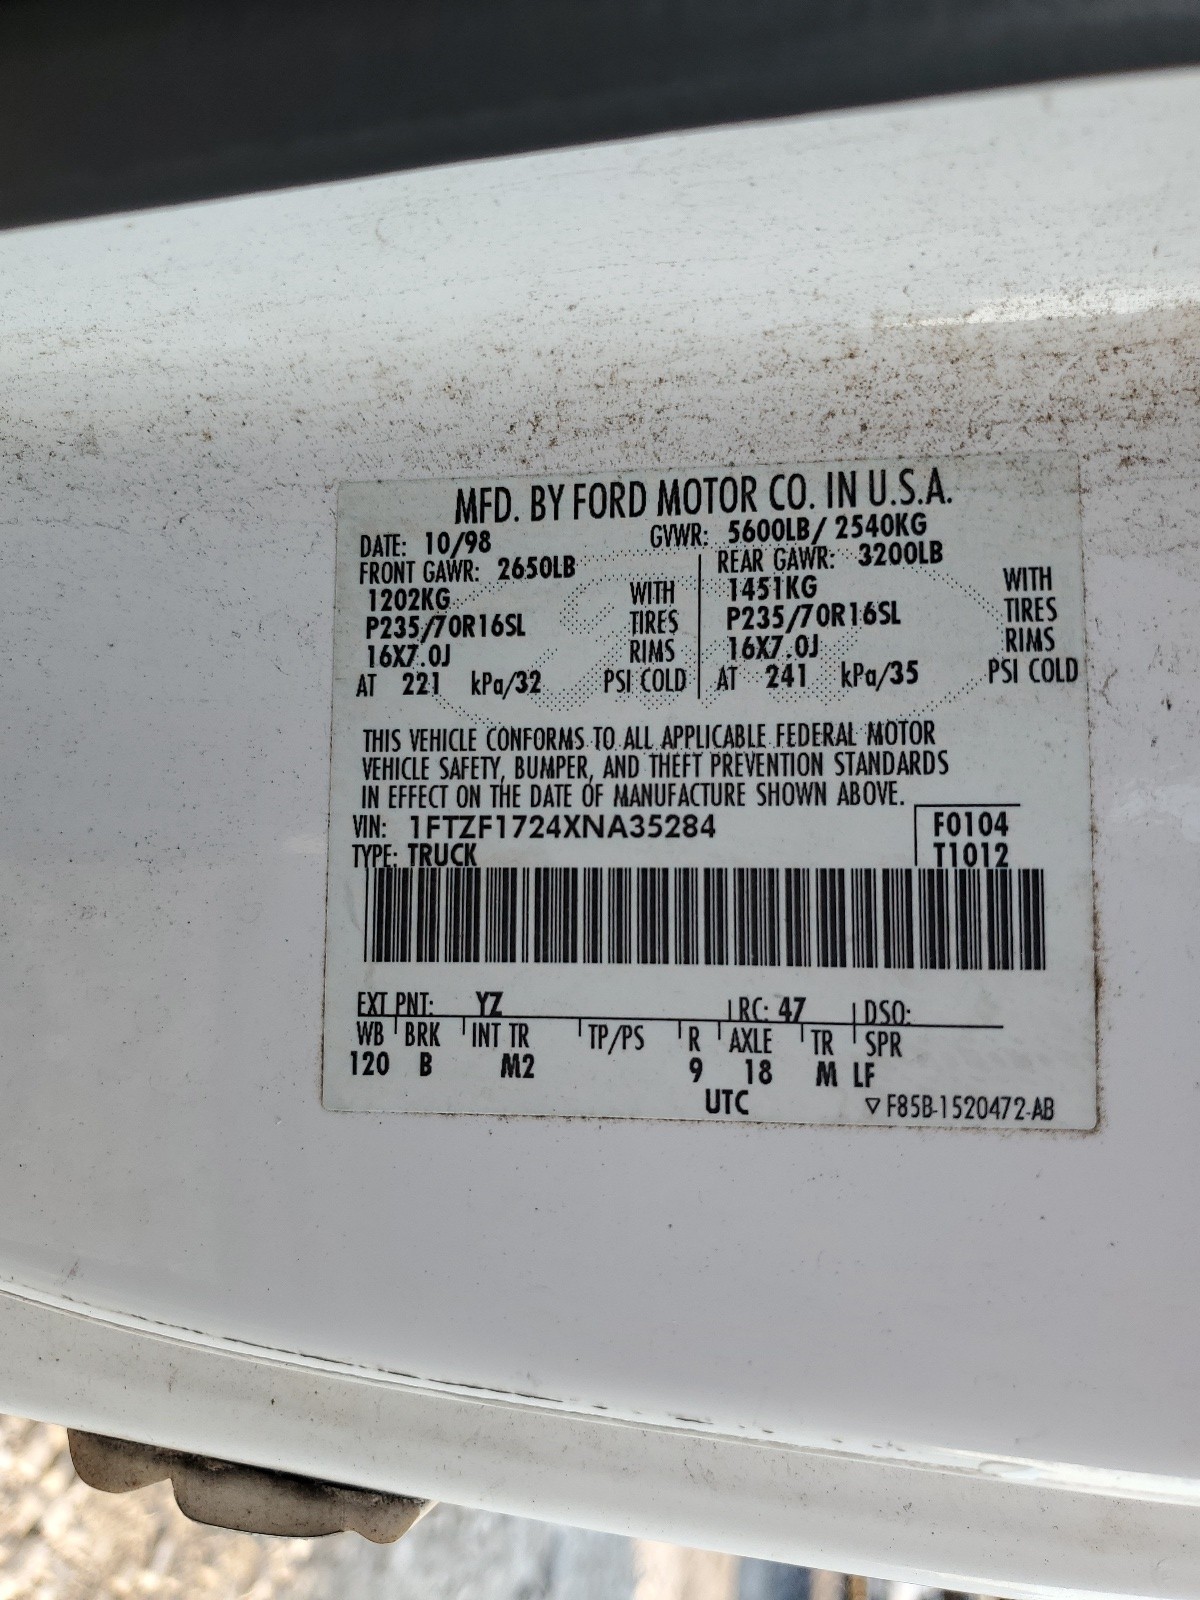 MFD. BY FORD MOTOR CO. IN U.S.A.
DATE: 10/98 GVWR: 5600LB/ 2540KG
FRONT GAWR: 2650LB REAR GAWR: 3200LB
1202KG WITH 1451KG WITH
P235/70R16SL TIRES P235/70R16SL TIRES
16X7.0J RIMS 16X7.0J RIMS
AT 221 kPa/32 PSI COLD AT 241 kPa/35 PSI COLD
THIS VEHICLE CONFORMS TO ALL APPLICABLE FEDERAL MOTOR
VEHICLE SAFETY, BUMPER, AND THEFT PREVENTION STANDARDS
IN EFFECT ON THE DATE OF MANUFACTURE SHOWN ABOVE.
VIN: 1FTZF1724XNA35284 F0104
TYPE: TRUCK T1012
EXT PNT: YZ RC: 47 DSO:
WB BRK INT TR TP/PS R AXLE TR SPR
120 B M2 9 18 M LF
UTC ▽ F85B-1520472-AB